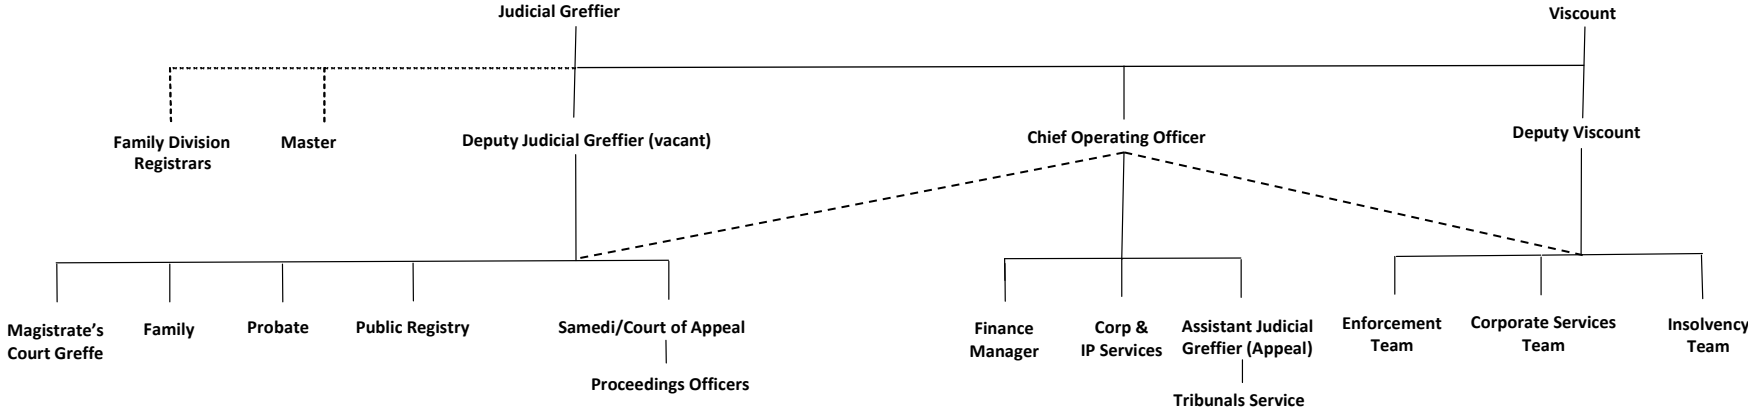 Judicial Greffier
Viscount
Family Division
Registrars
Master
Deputy Judicial Greffier (vacant)
Chief Operating Officer
Deputy Viscount
Magistrate’s
Court Greffe
Family
Probate
Public Registry
Samedi/Court of Appeal
Proceedings Officers
Finance
Manager
Corp &
IP Services
Assistant Judicial
Greffier (Appeal)
Tribunals Service
Enforcement
Team
Corporate Services
Team
Insolvency
Team